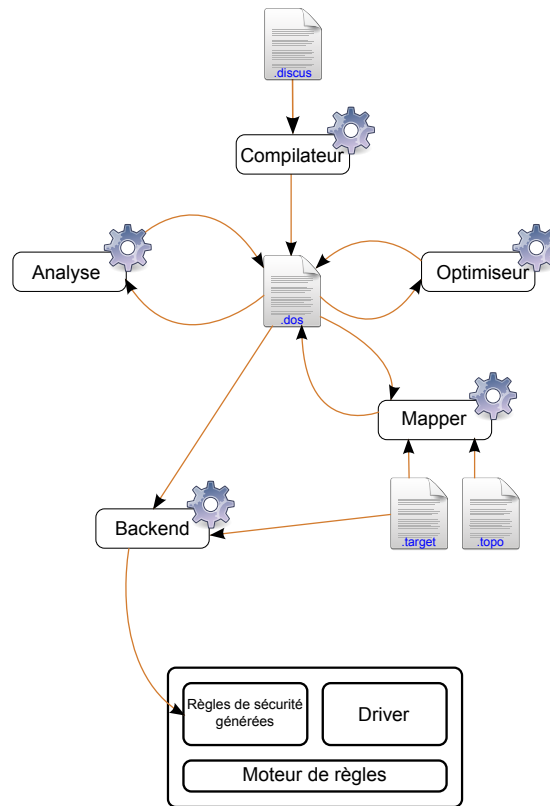 .discus
Compilateur
Analyse
Optimiseur
.dos
Mapper
.target
.topo
Backend
Règles de sécurité
générées
Driver
Moteur de règles